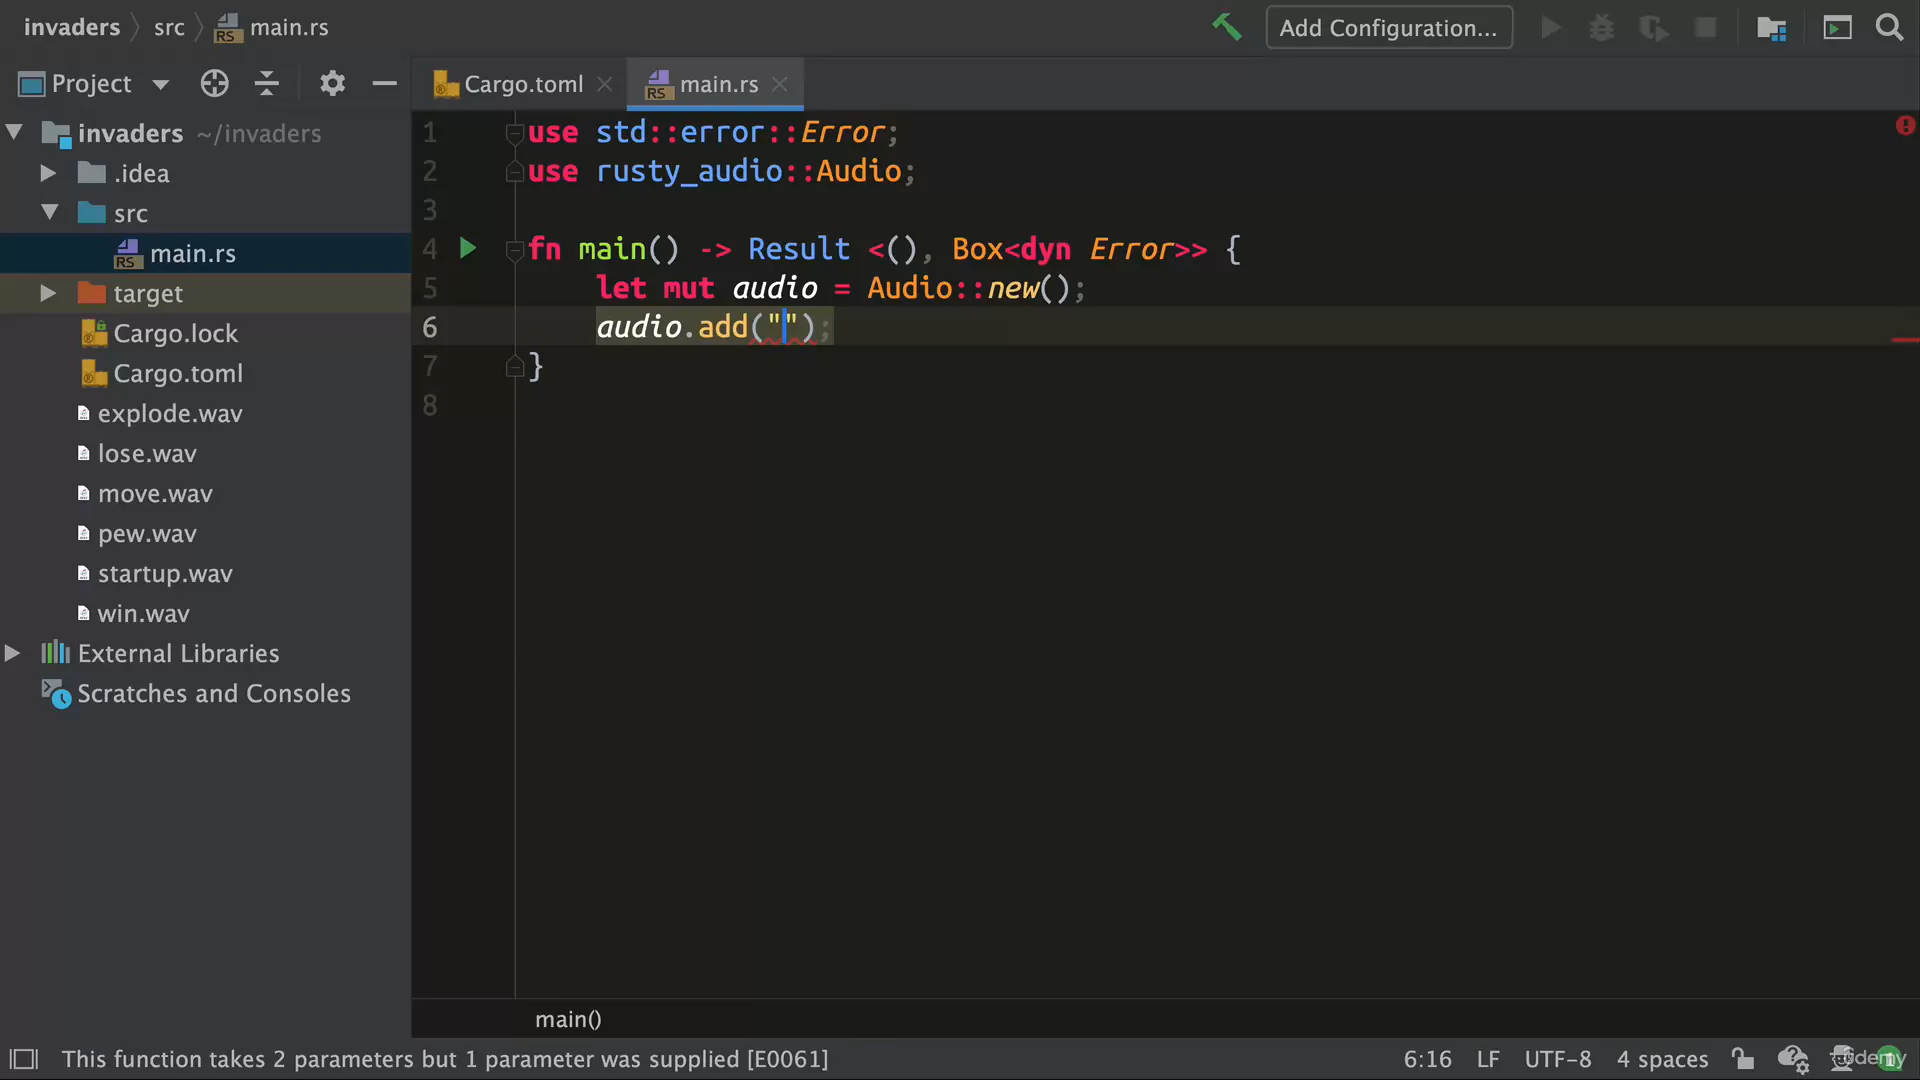 invaders src main.rs Add Configuration...
Project Cargo.toml main.rs
invaders ~/invaders
.idea
src
main.rs
target
Cargo.lock
Cargo.toml
explode.wav
lose.wav
move.wav
pew.wav
startup.wav
win.wav
External Libraries
Scratches and Consoles
1 use std::error::Error;
2 use rusty_audio::Audio;
3
4 fn main() -> Result <(), Box<dyn Error>> {
5 let mut audio = Audio::new();
6 audio.add("");
7 }
8
main()
This function takes 2 parameters but 1 parameter was supplied [E0061] 6:16 LF UTF-8 4 spaces
udemy